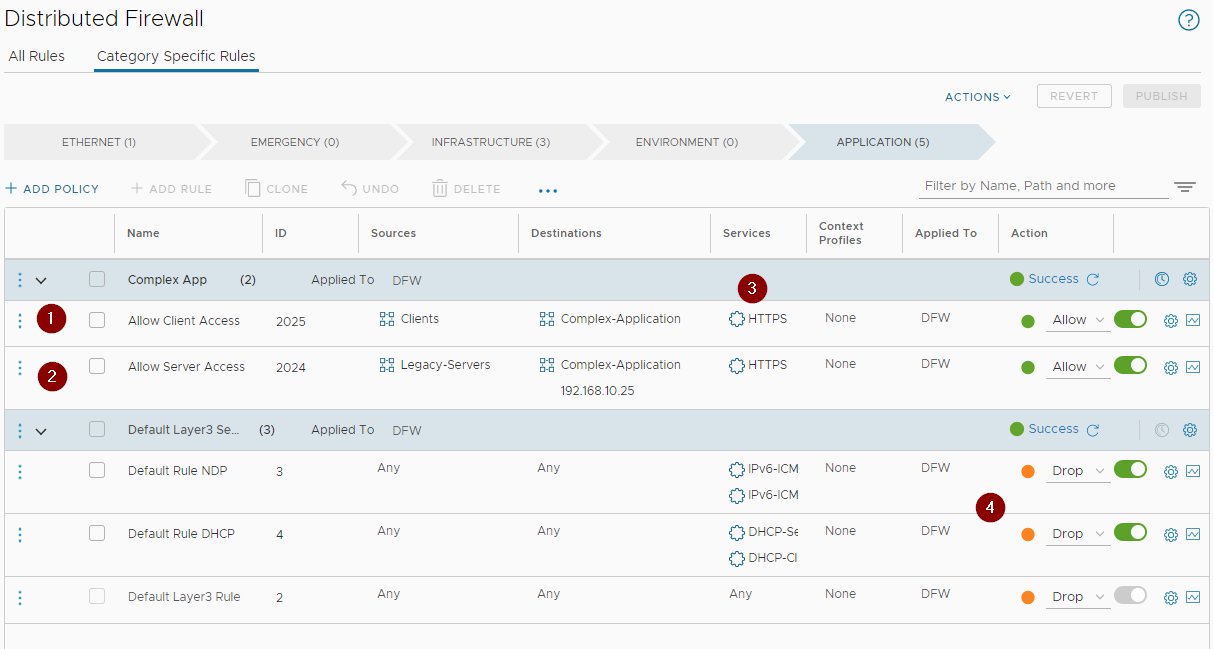 Distributed Firewall
?
All Rules Category Specific Rules
ACTIONS REVERT PUBLISH
ETHERNET (1) EMERGENCY (0) INFRASTRUCTURE (3) ENVIRONMENT (0) APPLICATION (5)
+ ADD POLICY + ADD RULE CLONE UNDO DELETE ... Filter by Name, Path and more
Name ID Sources Destinations Services Context Profiles Applied To Action
Complex App (2) Applied To DFW Success
3
1 Allow Client Access 2025 Clients Complex-Application HTTPS None DFW Allow
2 Allow Server Access 2024 Legacy-Servers Complex-Application HTTPS None DFW Allow
192.168.10.25
Default Layer3 Se... (3) Applied To DFW Success
Default Rule NDP 3 Any Any IPv6-ICM None DFW Drop
IPv6-ICM
4
Default Rule DHCP 4 Any Any DHCP-Se None DFW Drop
DHCP-Cl
Default Layer3 Rule 2 Any Any Any None DFW Drop